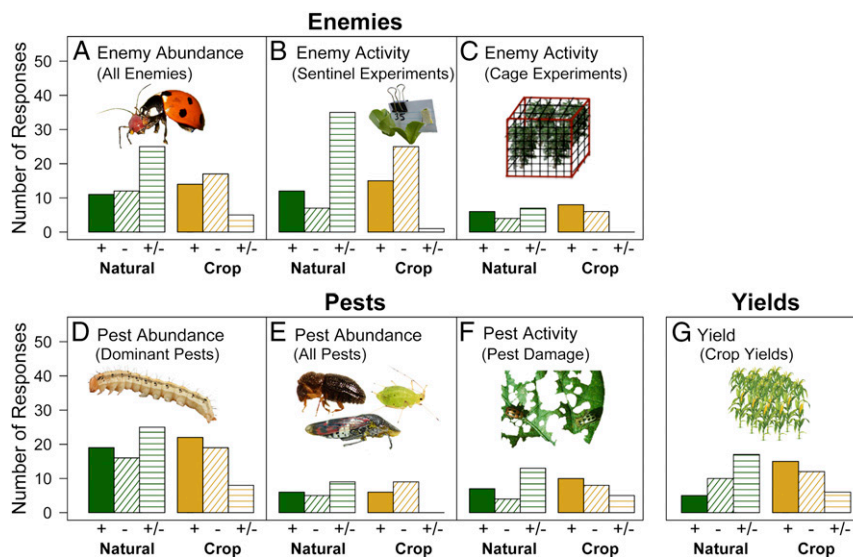 Enemies
A Enemy Abundance
(All Enemies)
B Enemy Activity
(Sentinel Experiments)
C Enemy Activity
(Cage Experiments)
Number of Responses
50
40
30
20
10
0
35
+ - +/- + - +/-
Natural Crop
+ - +/- + - +/-
Natural Crop
+ - +/- + - +/-
Natural Crop
Pests
Yields
D Pest Abundance
(Dominant Pests)
E Pest Abundance
(All Pests)
F Pest Activity
(Pest Damage)
G Yield
(Crop Yields)
Number of Responses
50
40
30
20
10
0
+ - +/- + - +/-
Natural Crop
+ - +/- + - +/-
Natural Crop
+ - +/- + - +/-
Natural Crop
+ - +/- + - +/-
Natural Crop